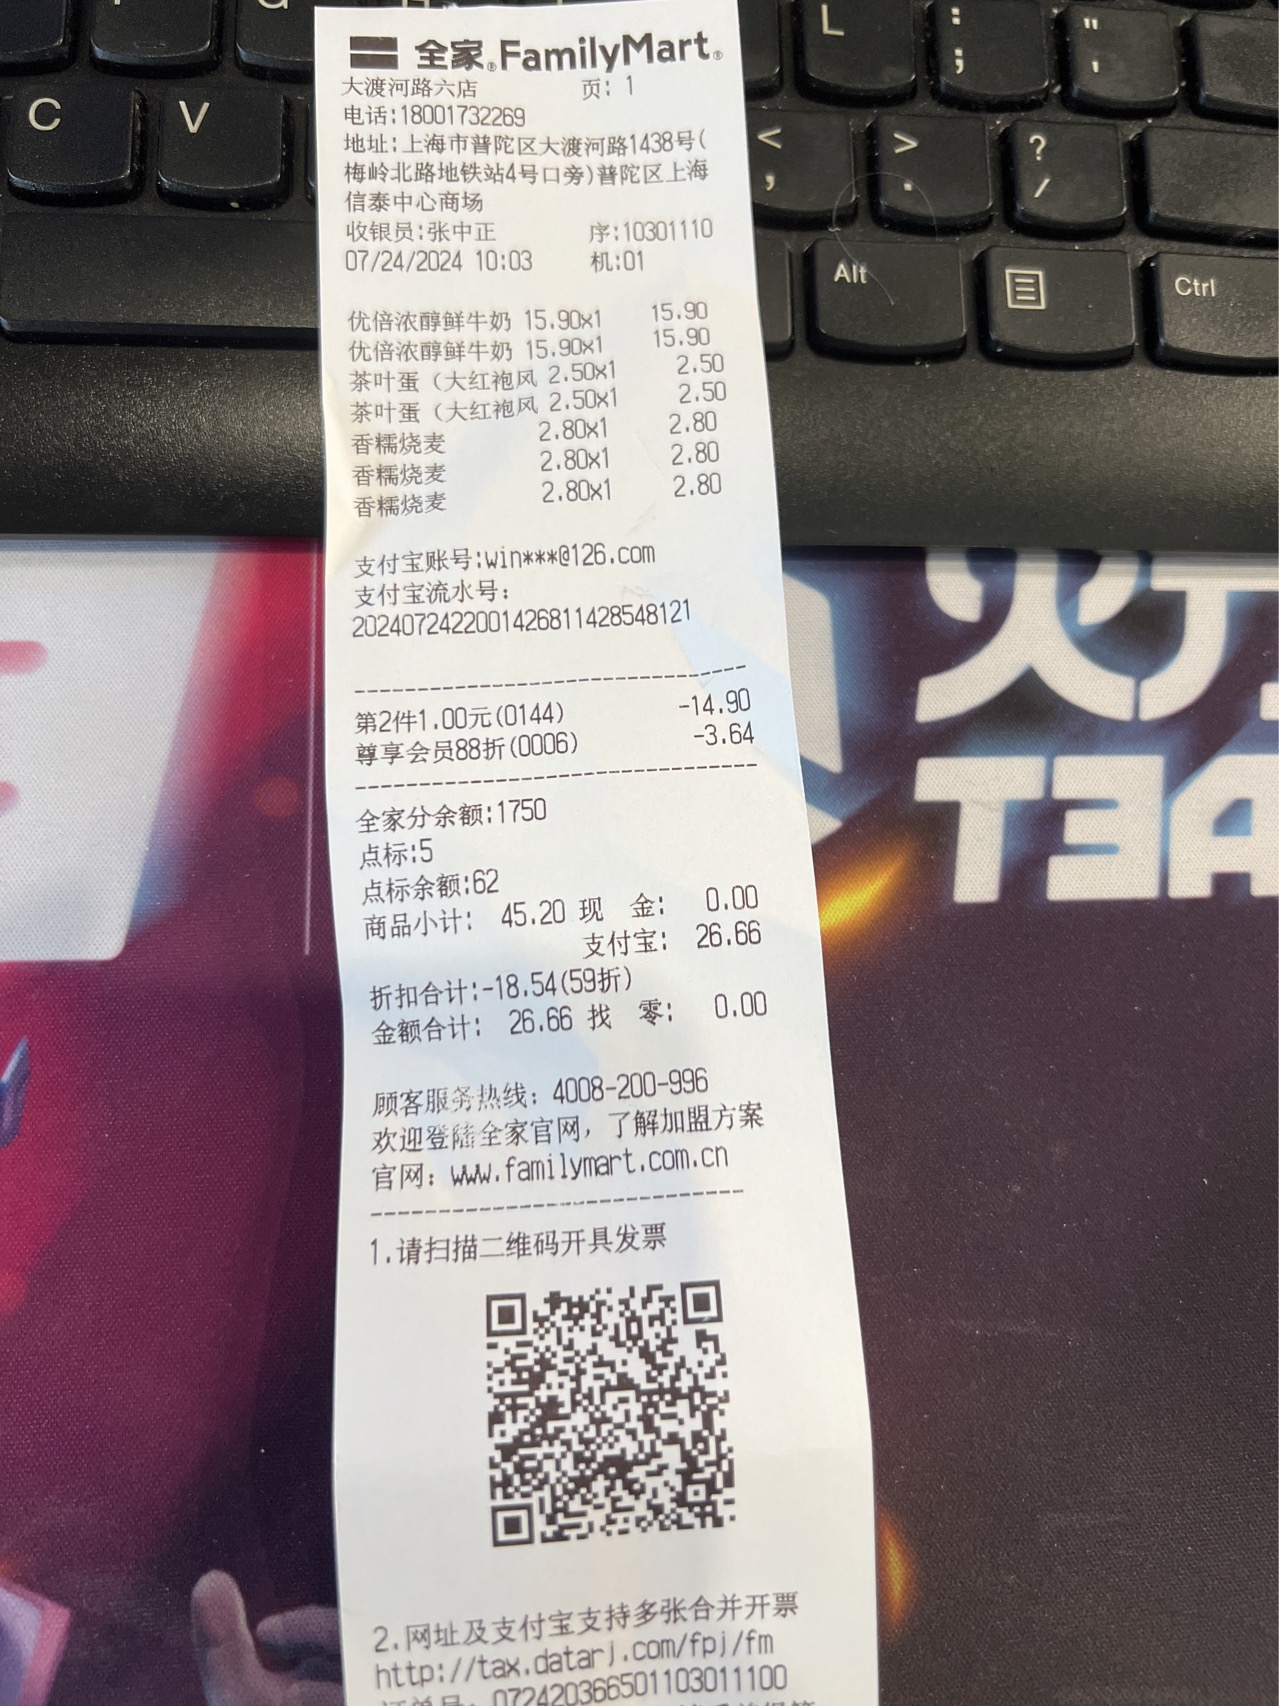 L
:
;
"
'
C
V
<
,
>
.
?
/
Alt
Ctrl
全家®FamilyMart®
大渡河路六店 页: 1
电话:18001732269
地址:上海市普陀区大渡河路1438号(
梅岭北路地铁站4号口旁)普陀区上海
信泰中心商场
收银员:张中正 序:10301110
07/24/2024 10:03 机:01
优倍浓醇鲜牛奶 15.90x1 15.90
优倍浓醇鲜牛奶 15.90x1 15.90
茶叶蛋（大红袍风 2.50x1 2.50
茶叶蛋（大红袍风 2.50x1 2.50
香糯烧麦 2.80x1 2.80
香糯烧麦 2.80x1 2.80
香糯烧麦 2.80x1 2.80
支付宝账号:win***@126.com
支付宝流水号:
2024072422001426811428548121
第2件1.00元(0144) -14.90
尊享会员88折(0006) -3.64
全家分余额:1750
点标:5
点标余额:62
商品小计: 45.20 现 金: 0.00
支付宝: 26.66
折扣合计:-18.54(59折)
金额合计: 26.66 找 零: 0.00
顾客服务热线: 4008-200-996
欢迎登陆全家官网, 了解加盟方案
官网: www.familymart.com.cn
1.请扫描二维码开具发票
2.网址及支付宝支持多张合并开票
http://tax.datarj.com/fpj/fm
07242036650110301110​0
TEA